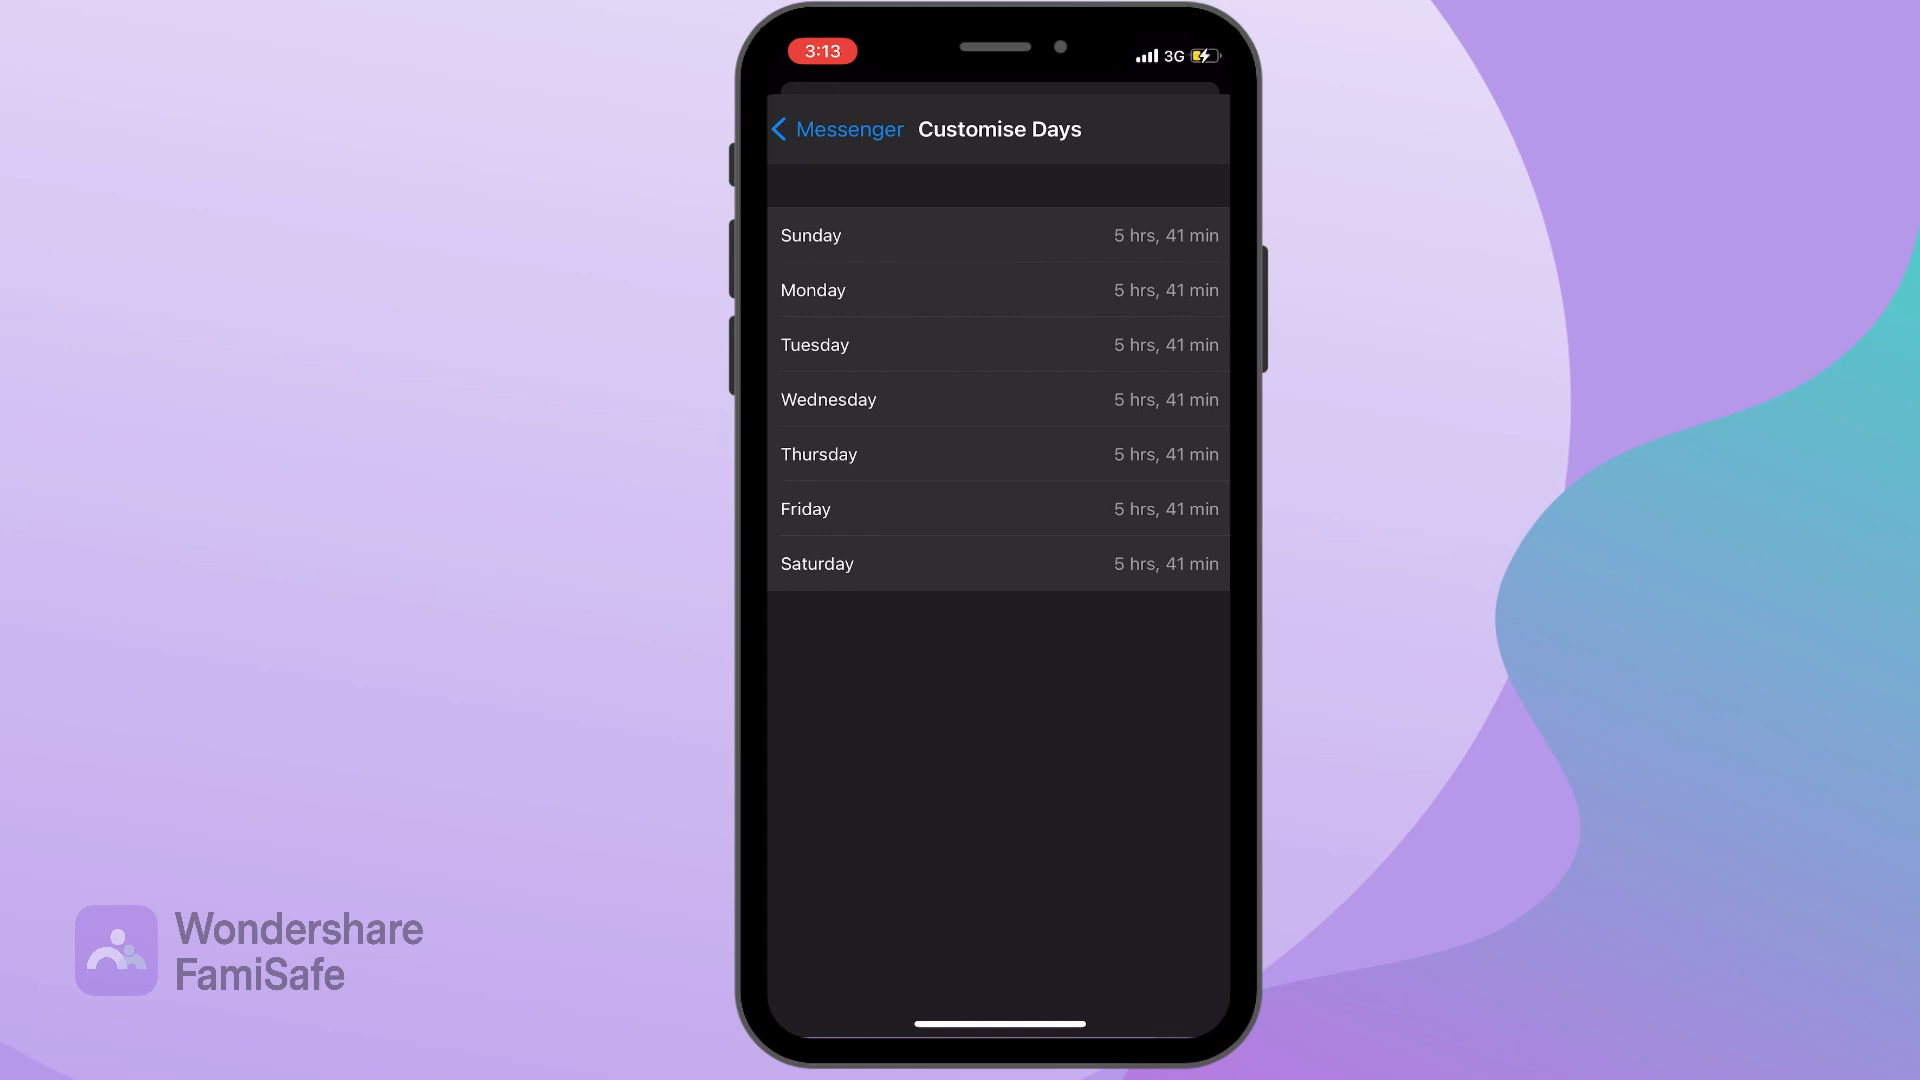 3:13
3G
Messenger Customise Days
Sunday 5 hrs, 41 min
Monday 5 hrs, 41 min
Tuesday 5 hrs, 41 min
Wednesday 5 hrs, 41 min
Thursday 5 hrs, 41 min
Friday 5 hrs, 41 min
Saturday 5 hrs, 41 min
Wondershare
FamiSafe